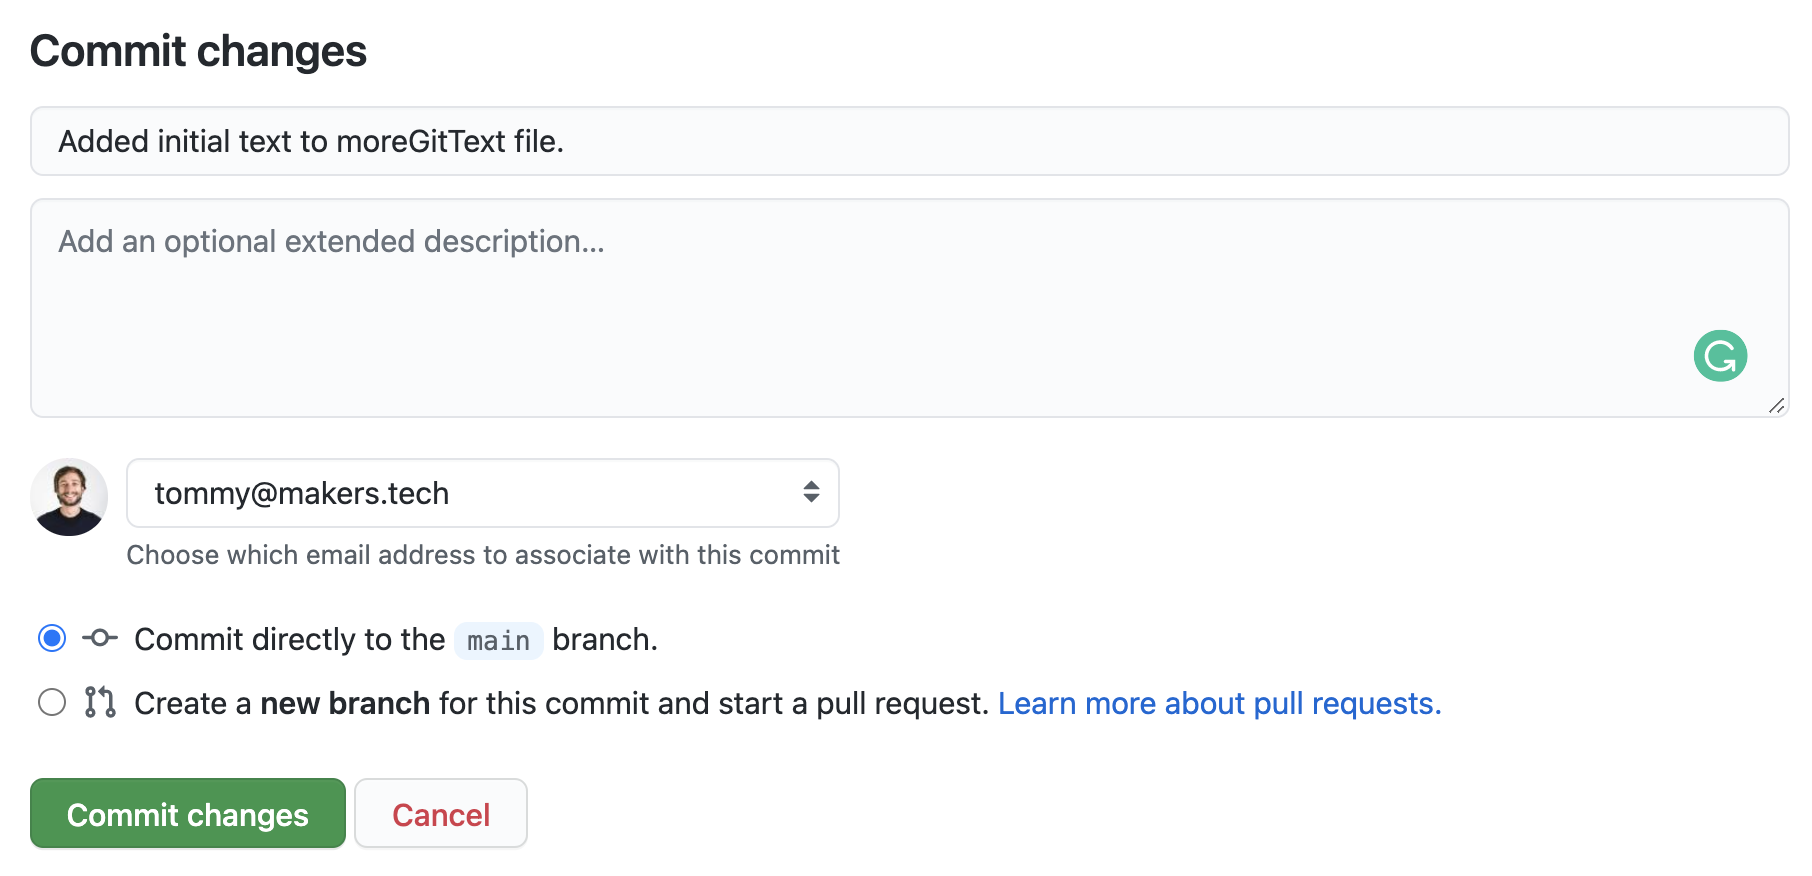 Commit changes
Added initial text to moreGitText file.
Add an optional extended description...
tommy@makers.tech
Choose which email address to associate with this commit
Commit directly to the main branch.
Create a new branch for this commit and start a pull request. Learn more about pull requests.
Commit changes
Cancel